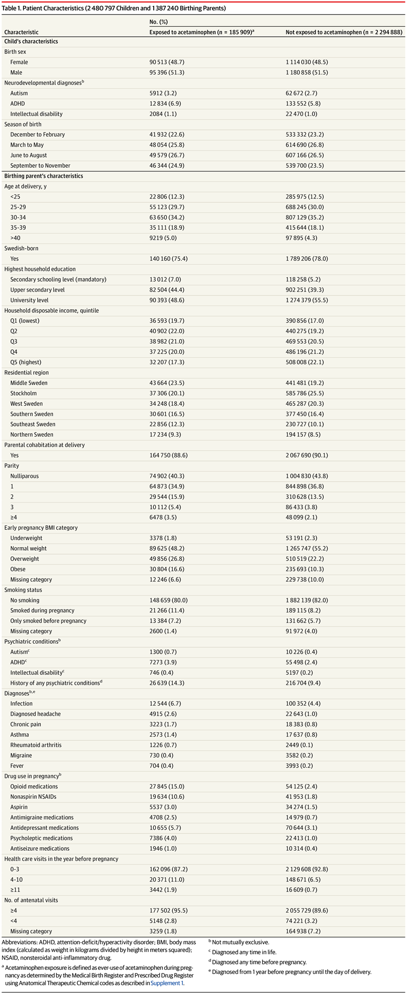 Table 1. Patient Characteristics (2 480 797 Children and 1 387 240 Birthing Parents)
No. (%)
Characteristic Exposed to acetaminophen (n = 185 909)a Not exposed to acetaminophen (n = 2 294 888)
Child's characteristics
Birth sex
Female 90 513 (48.7) 1 114 030 (48.5)
Male 95 396 (51.3) 1 180 858 (51.5)
Neurodevelopmental diagnosesb
Autism 5912 (3.2) 62 672 (2.7)
ADHD 12 834 (6.9) 133 552 (5.8)
Intellectual disability 2084 (1.1) 22 470 (1.0)
Season of birth
December to February 41 932 (22.6) 533 332 (23.2)
March to May 48 054 (25.8) 614 690 (26.8)
June to August 49 579 (26.7) 607 166 (26.5)
September to November 46 344 (24.9) 539 700 (23.5)
Birthing parent's characteristics
Age at delivery, y
<25 22 806 (12.3) 285 975 (12.5)
25-29 55 123 (29.7) 688 245 (30.0)
30-34 63 650 (34.2) 807 129 (35.2)
35-39 35 111 (18.9) 415 644 (18.1)
>40 9219 (5.0) 97 895 (4.3)
Swedish-born
Yes 140 160 (75.4) 1 789 206 (78.0)
Highest household education
Secondary schooling level (mandatory) 13 012 (7.0) 118 258 (5.2)
Upper secondary level 82 504 (44.4) 902 251 (39.3)
University level 90 393 (48.6) 1 274 379 (55.5)
Household disposable income, quintile
Q1 (lowest) 36 593 (19.7) 390 856 (17.0)
Q2 40 902 (22.0) 440 275 (19.2)
Q3 38 982 (21.0) 469 553 (20.5)
Q4 37 225 (20.0) 486 196 (21.2)
Q5 (highest) 32 207 (17.3) 508 008 (22.1)
Residential region
Middle Sweden 43 664 (23.5) 441 481 (19.2)
Stockholm 37 306 (20.1) 585 786 (25.5)
West Sweden 34 248 (18.4) 465 287 (20.3)
Southern Sweden 30 601 (16.5) 377 450 (16.4)
Southeast Sweden 22 856 (12.3) 230 727 (10.1)
Northern Sweden 17 234 (9.3) 194 157 (8.5)
Parental cohabitation at delivery
Yes 164 750 (88.6) 2 067 690 (90.1)
Parity
Nulliparous 74 902 (40.3) 1 004 830 (43.8)
1 64 873 (34.9) 844 898 (36.8)
2 29 544 (15.9) 310 628 (13.5)
3 10 112 (5.4) 86 433 (3.8)
≥4 6478 (3.5) 48 099 (2.1)
Early pregnancy BMI category
Underweight 3378 (1.8) 53 191 (2.3)
Normal weight 89 625 (48.2) 1 265 747 (55.2)
Overweight 49 856 (26.8) 510 519 (22.2)
Obese 30 804 (16.6) 235 693 (10.3)
Missing category 12 246 (6.6) 229 738 (10.0)
Smoking status
No smoking 148 659 (80.0) 1 882 139 (82.0)
Smoked during pregnancy 21 266 (11.4) 189 115 (8.2)
Only smoked before pregnancy 13 384 (7.2) 131 662 (5.7)
Missing category 2600 (1.4) 91 972 (4.0)
Psychiatric conditionsb
Autismc 1300 (0.7) 10 226 (0.4)
ADHDc 7273 (3.9) 55 498 (2.4)
Intellectual disabilityc 746 (0.4) 5197 (0.2)
History of any psychiatric conditionsd 26 639 (14.3) 216 704 (9.4)
Diagnosesb,e
Infection 12 544 (6.7) 100 352 (4.4)
Diagnosed headache 4915 (2.6) 22 643 (1.0)
Chronic pain 3223 (1.7) 18 383 (0.8)
Asthma 2573 (1.4) 17 637 (0.8)
Rheumatoid arthritis 1226 (0.7) 2449 (0.1)
Migraine 730 (0.4) 3582 (0.2)
Fever 704 (0.4) 3993 (0.2)
Drug use in pregnancyb
Opioid medications 27 845 (15.0) 54 125 (2.4)
Nonaspirin NSAIDs 19 634 (10.6) 41 953 (1.8)
Aspirin 5537 (3.0) 34 274 (1.5)
Antimigraine medications 4708 (2.5) 14 979 (0.7)
Antidepressant medications 10 655 (5.7) 70 644 (3.1)
Psycholeptic medications 7386 (4.0) 22 413 (1.0)
Antiseizure medications 1946 (1.0) 10 314 (0.4)
Health care visits in the year before pregnancy
0-3 162 096 (87.2) 2 129 608 (92.8)
4-10 20 371 (11.0) 148 671 (6.5)
≥11 3442 (1.9) 16 609 (0.7)
No. of antenatal visits
≥4 177 502 (95.5) 2 055 729 (89.6)
<4 5148 (2.8) 74 221 (3.2)
Missing category 3259 (1.8) 164 938 (7.2)
Abbreviations: ADHD, attention-deficit/hyperactivity disorder; BMI, body mass
index (calculated as weight in kilograms divided by height in meters squared);
NSAID, nonsteroidal anti-inflammatory drug.
a Acetaminophen exposure is defined as ever-use of acetaminophen during preg-
nancy as determined by the Medical Birth Register and Prescribed Drug Register
using Anatomical Therapeutic Chemical codes as described in Supplement 1.
b Not mutually exclusive.
c Diagnosed any time in life.
d Diagnosed any time before pregnancy.
e Diagnosed from 1 year before pregnancy until the day of delivery.